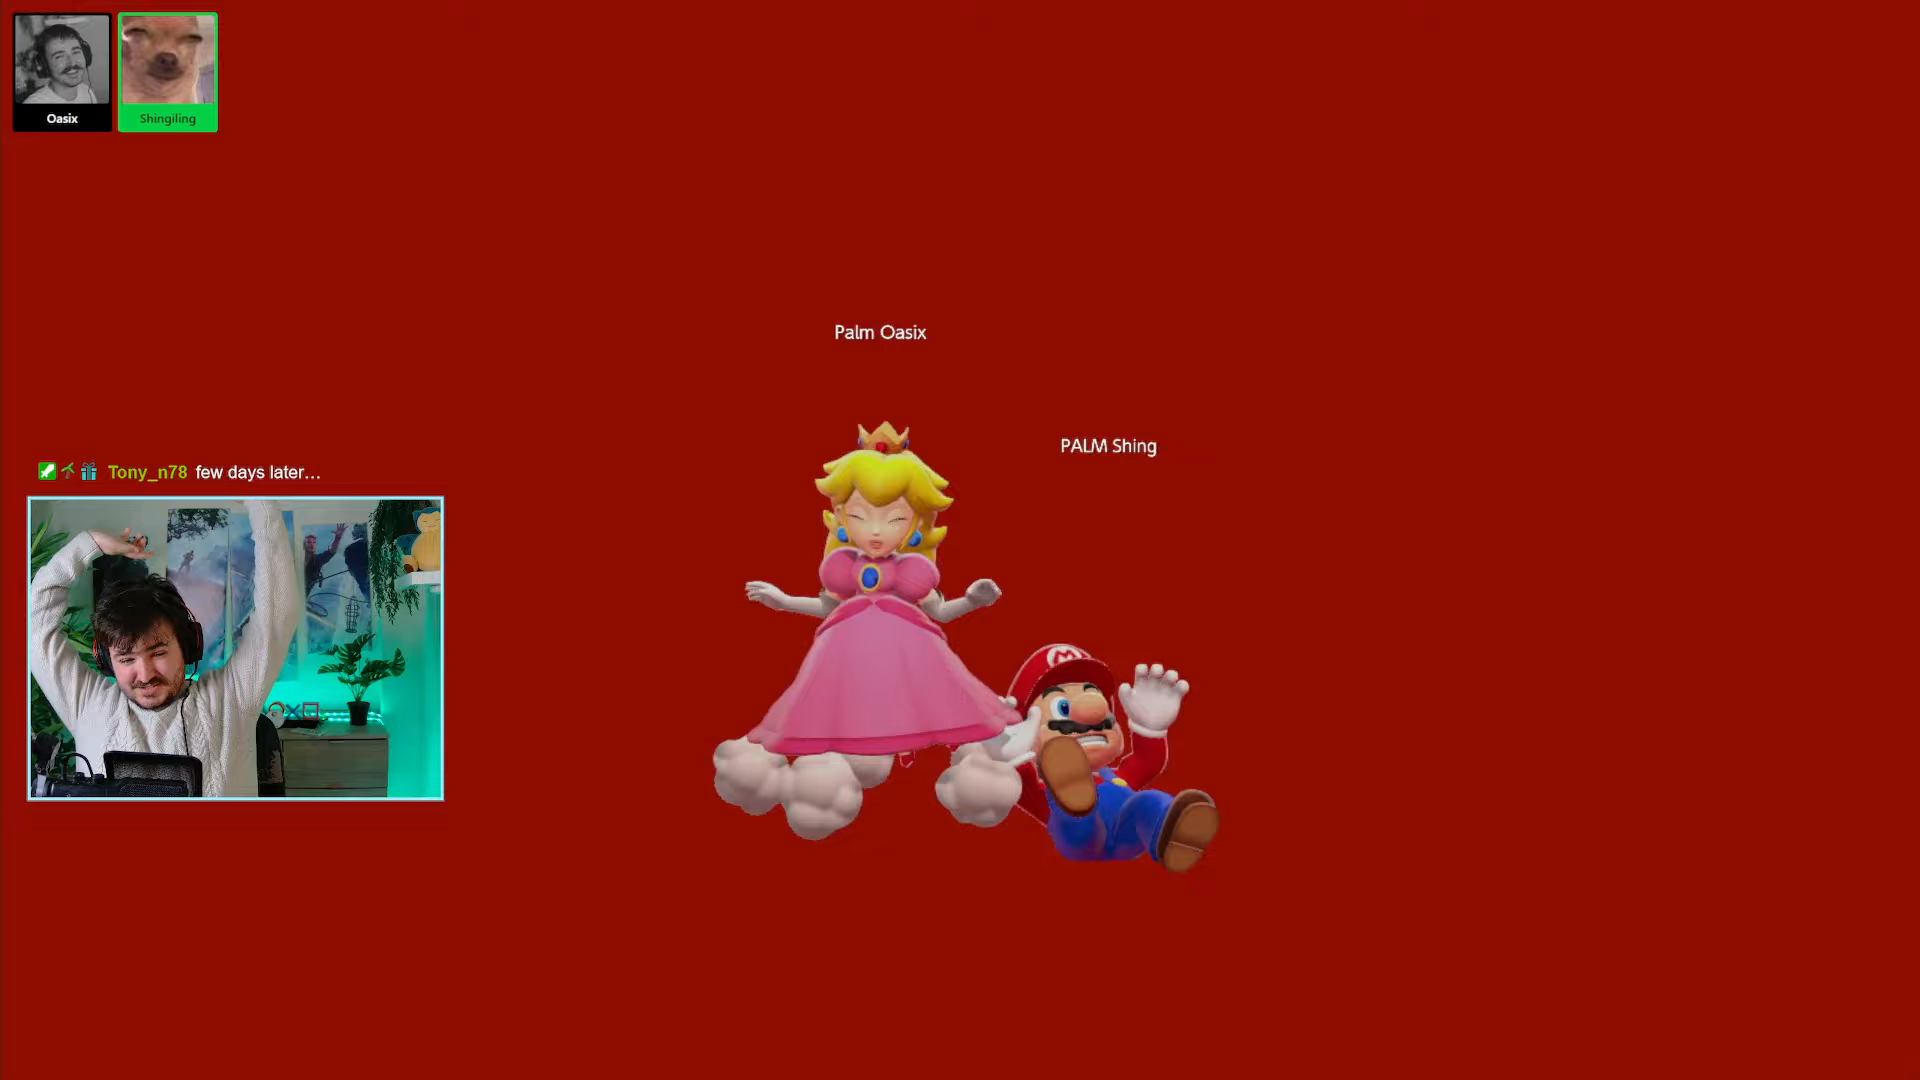 Oasix
Shingiling
Palm Oasix
PALM Shing
Tony_n78 few days later...
M